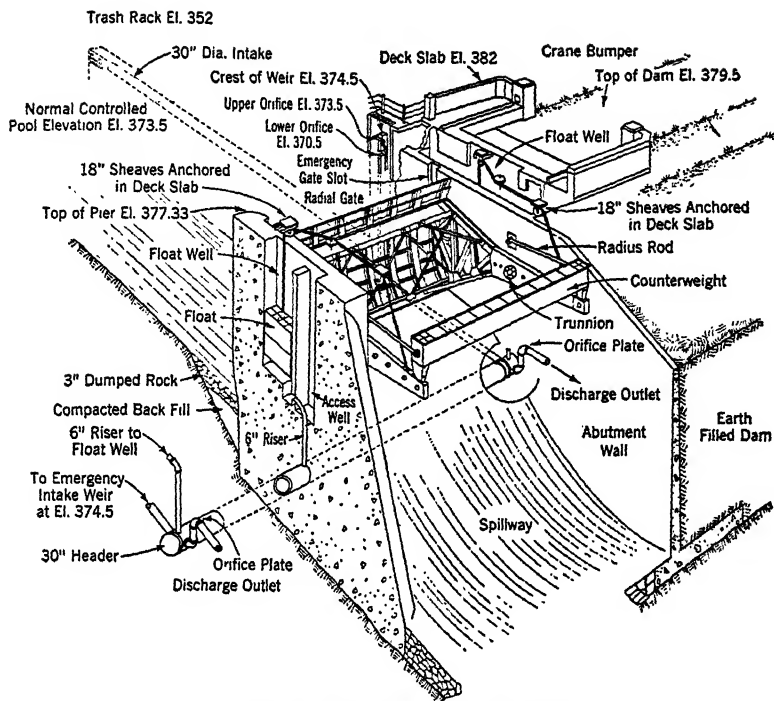 Trash Rack El. 352
30" Dia. Intake
Deck Slab El. 382
Crane Bumper
Crest of Weir El. 374.5
Top of Dam El. 379.5
Upper Orifice El. 373.5
Normal Controlled
Pool Elevation El. 373.5
Lower Orifice
El. 370.5
Float Well
Emergency
Gate Slot
18" Sheaves Anchored
in Deck Slab
Radial Gate
18" Sheaves Anchored
in Deck Slab
Top of Pier El. 377.33
Radius Rod
Float Well
Counterweight
Float
Trunnion
Orifice Plate
3" Dumped Rock
Access
Well
Discharge Outlet
Compacted Back Fill
6" Riser
Abutment
Wall
Earth
Filled Dam
6" Riser to
Float Well
To Emergency
Intake Weir
at El. 374.5
Spillway
30" Header
Orifice Plate
Discharge Outlet